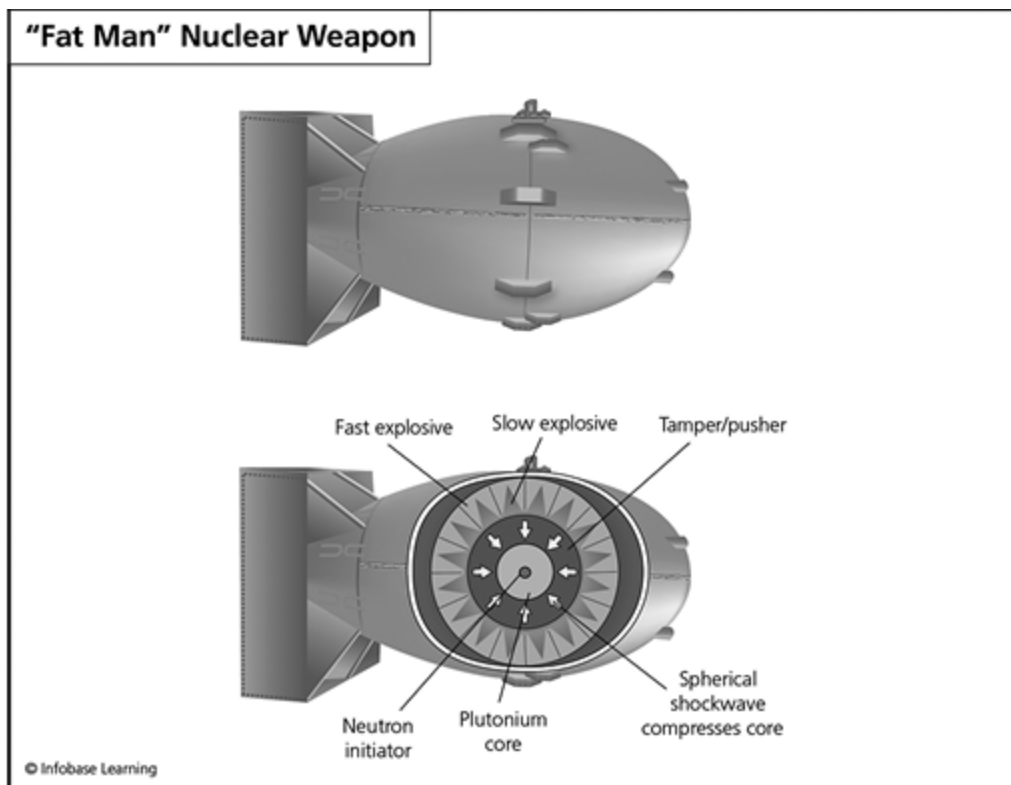 “Fat Man” Nuclear Weapon
Fast explosive
Slow explosive
Tamper/pusher
Neutron
initiator
Plutonium
core
Spherical
shockwave
compresses core
© Infobase Learning